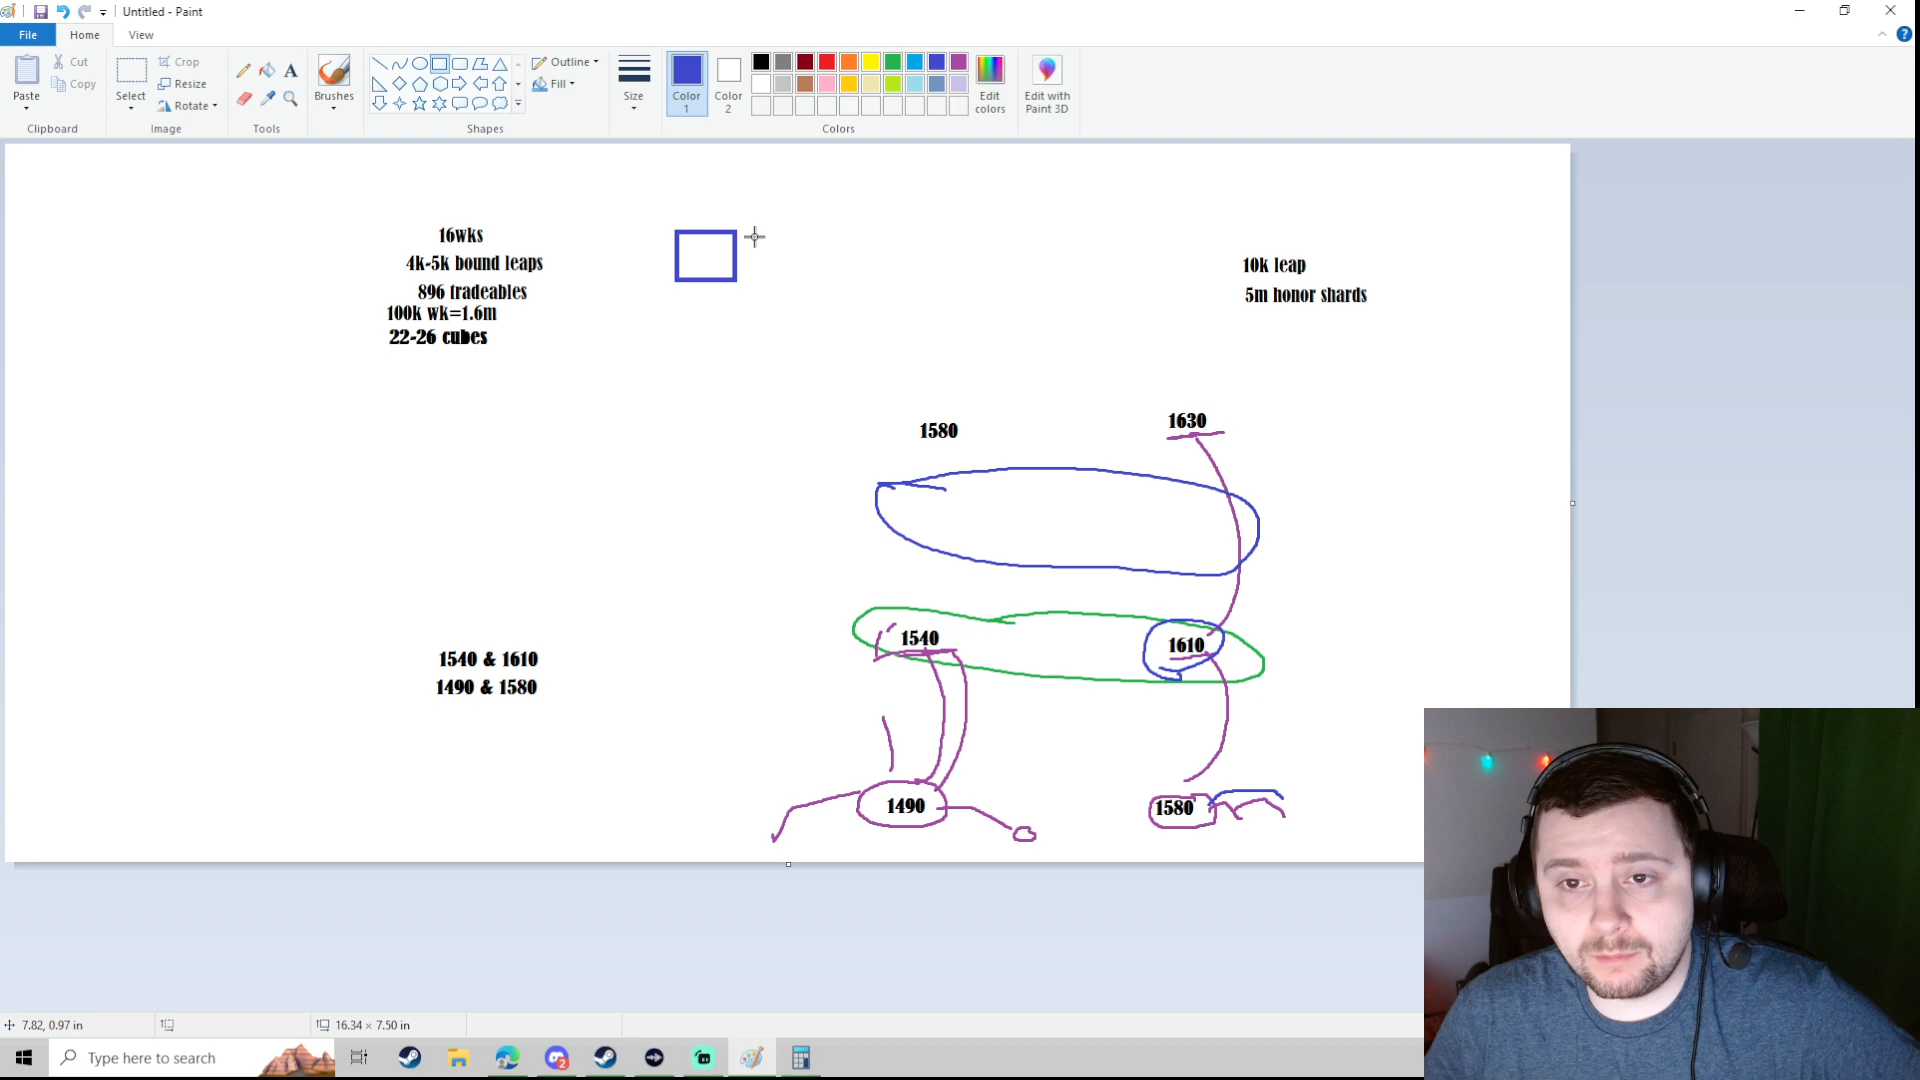 Untitled - Paint
File
Home
View
Paste
Cut
Copy
Clipboard
Select
Crop
Resize
Rotate
Image
A
Tools
Brushes
Outline
Fill
Shapes
Size
Color 1
Color 2
Edit colors
Colors
Edit with Paint 3D
?
16wks
4k-5k bound leaps
896 tradeables
100k wk=1.6m
22-26 cubes
10k leap
5m honor shards
1580
1630
1540
1610
1540 & 1610
1490 & 1580
1490
1580
7.82, 0.97 in
16.34 × 7.50 in
Type here to search
2